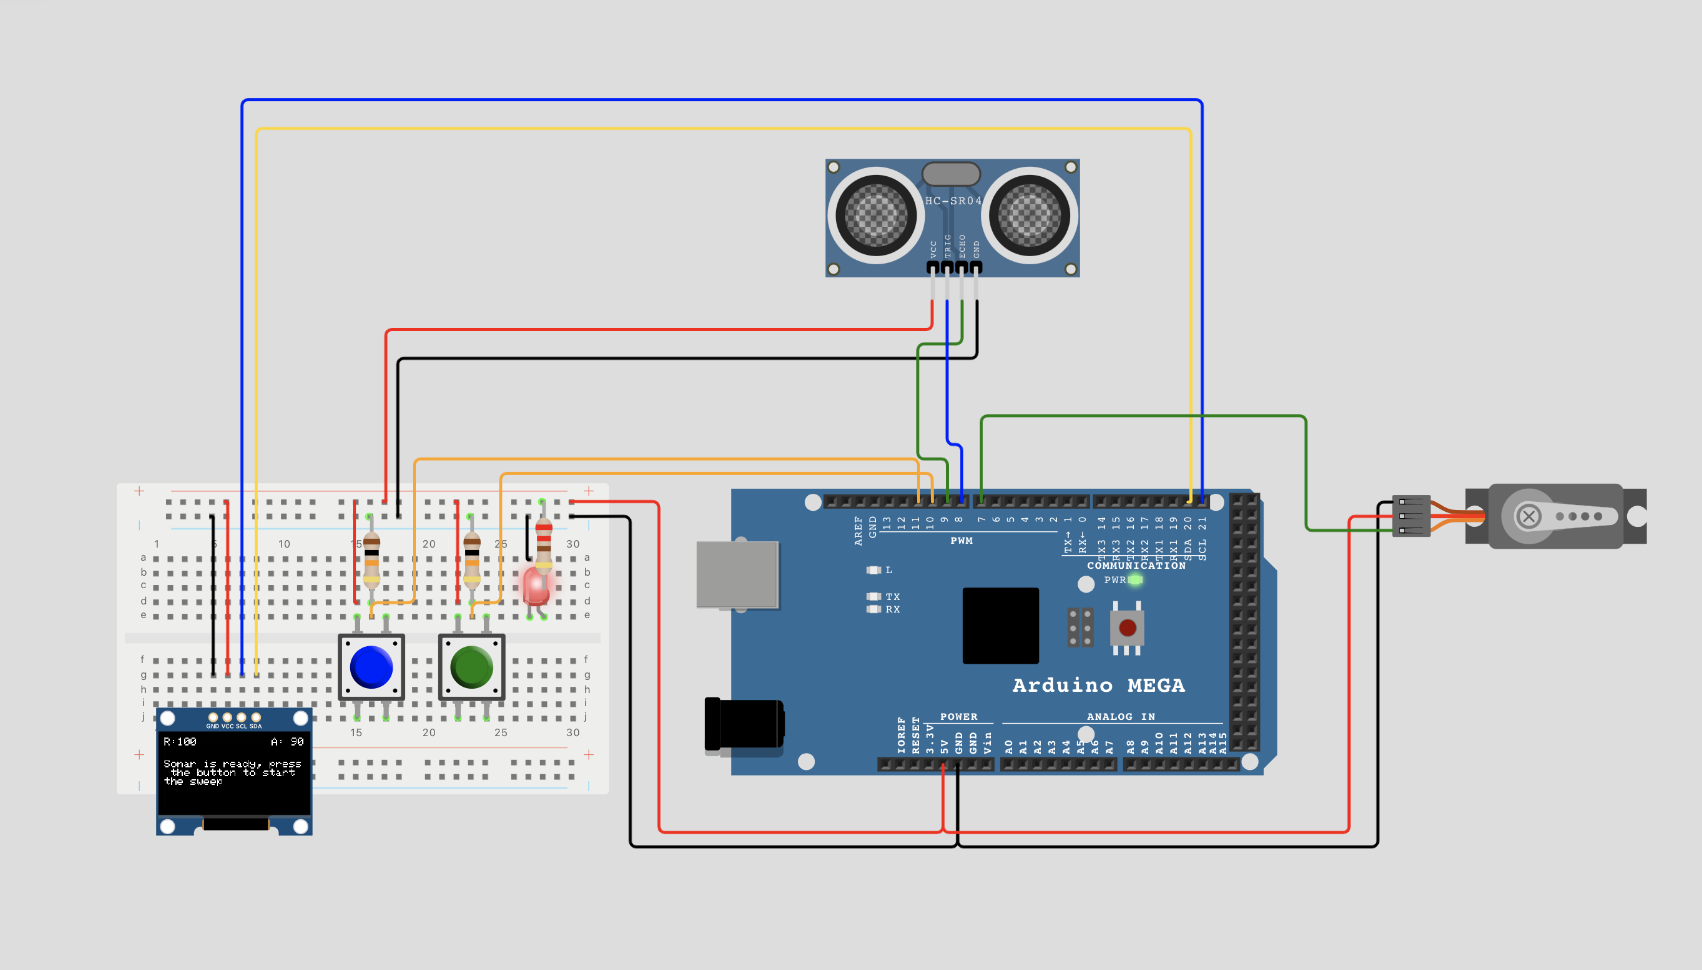 HC-SR04
VCC
TRIG
ECHO
GND
1 5 10 15 20 25 30
a a
b b
c c
d d
e e
f f
g g
h h
i i
j j
15 20 25 30
GND VCC SCL SDA
R:100 A: 90
Sonar is ready, press
the button to start
the sweep
AREF
GND
13
12
11
10
9
8
7
6
5
4
3
2
TX→ 1
RX← 0
TX3 14
RX3 15
TX2 16
RX2 17
TX1 18
RX1 19
SDA 20
SCL 21
PWM
COMMUNICATION
L
PWR
TX
RX
Arduino MEGA
POWER
ANALOG IN
IOREF
RESET
3.3V
5V
GND
GND
Vin
A0
A1
A2
A3
A4
A5
A6
A7
A8
A9
A10
A11
A12
A13
A14
A15